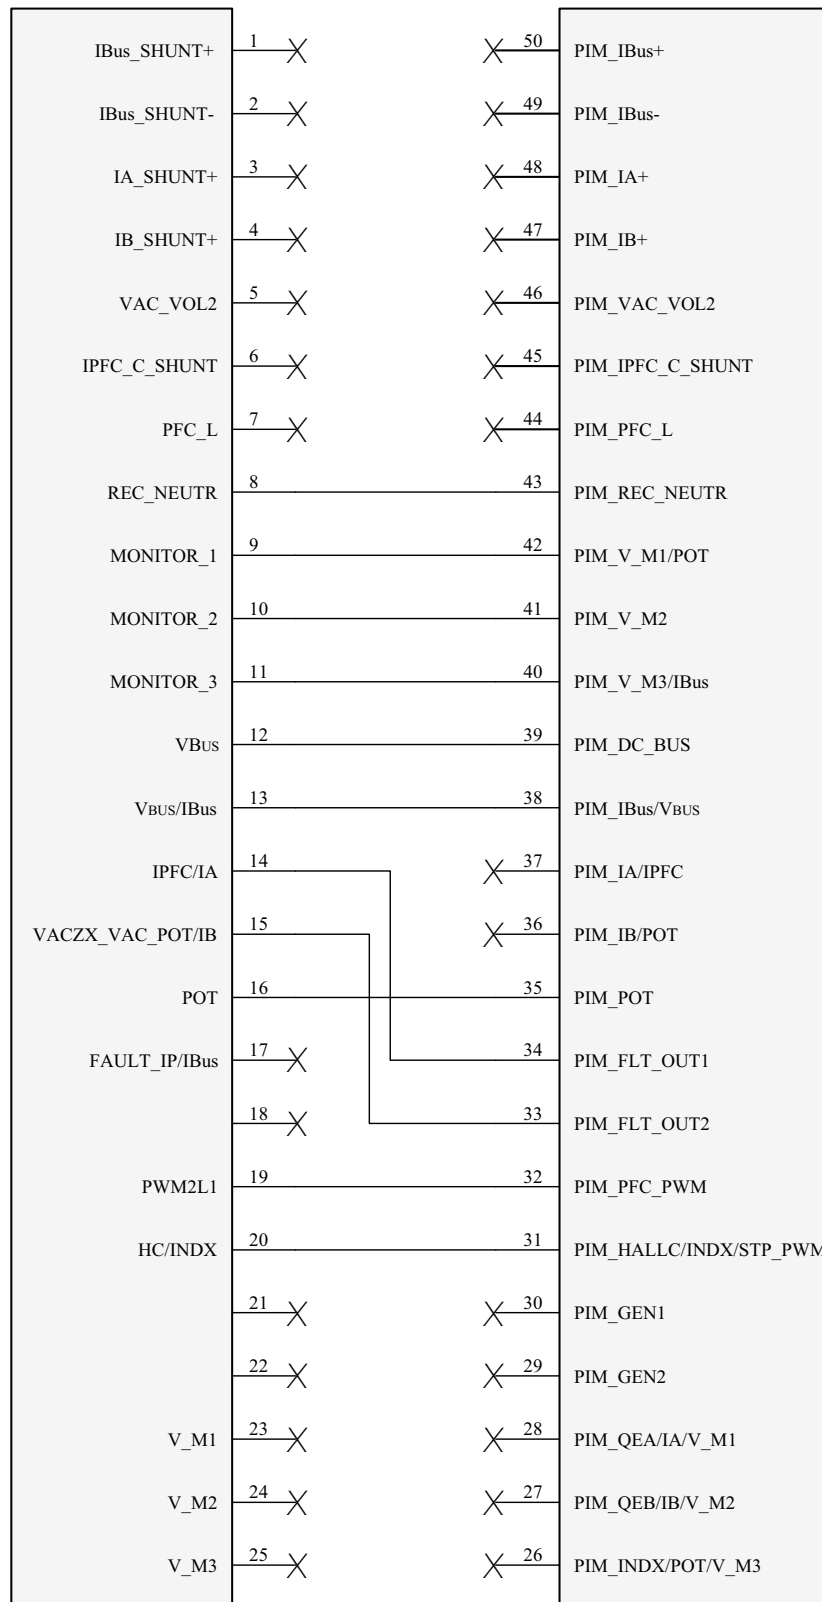 IBus_SHUNT+ 1 50 PIM_IBus+
IBus_SHUNT- 2 49 PIM_IBus-
IA_SHUNT+ 3 48 PIM_IA+
IB_SHUNT+ 4 47 PIM_IB+
VAC_VOL2 5 46 PIM_VAC_VOL2
IPFC_C_SHUNT 6 45 PIM_IPFC_C_SHUNT
PFC_L 7 44 PIM_PFC_L
REC_NEUTR 8 43 PIM_REC_NEUTR
MONITOR_1 9 42 PIM_V_M1/POT
MONITOR_2 10 41 PIM_V_M2
MONITOR_3 11 40 PIM_V_M3/IBus
VBUS 12 39 PIM_DC_BUS
VBUS/IBus 13 38 PIM_IBus/VBUS
IPFC/IA 14 37 PIM_IA/IPFC
VACZX_VAC_POT/IB 15 36 PIM_IB/POT
POT 16 35 PIM_POT
FAULT_IP/IBus 17 34 PIM_FLT_OUT1
18 33 PIM_FLT_OUT2
PWM2L1 19 32 PIM_PFC_PWM
HC/INDX 20 31 PIM_HALLC/INDX/STP_PWM
21 30 PIM_GEN1
22 29 PIM_GEN2
V_M1 23 28 PIM_QEA/IA/V_M1
V_M2 24 27 PIM_QEB/IB/V_M2
V_M3 25 26 PIM_INDX/POT/V_M3